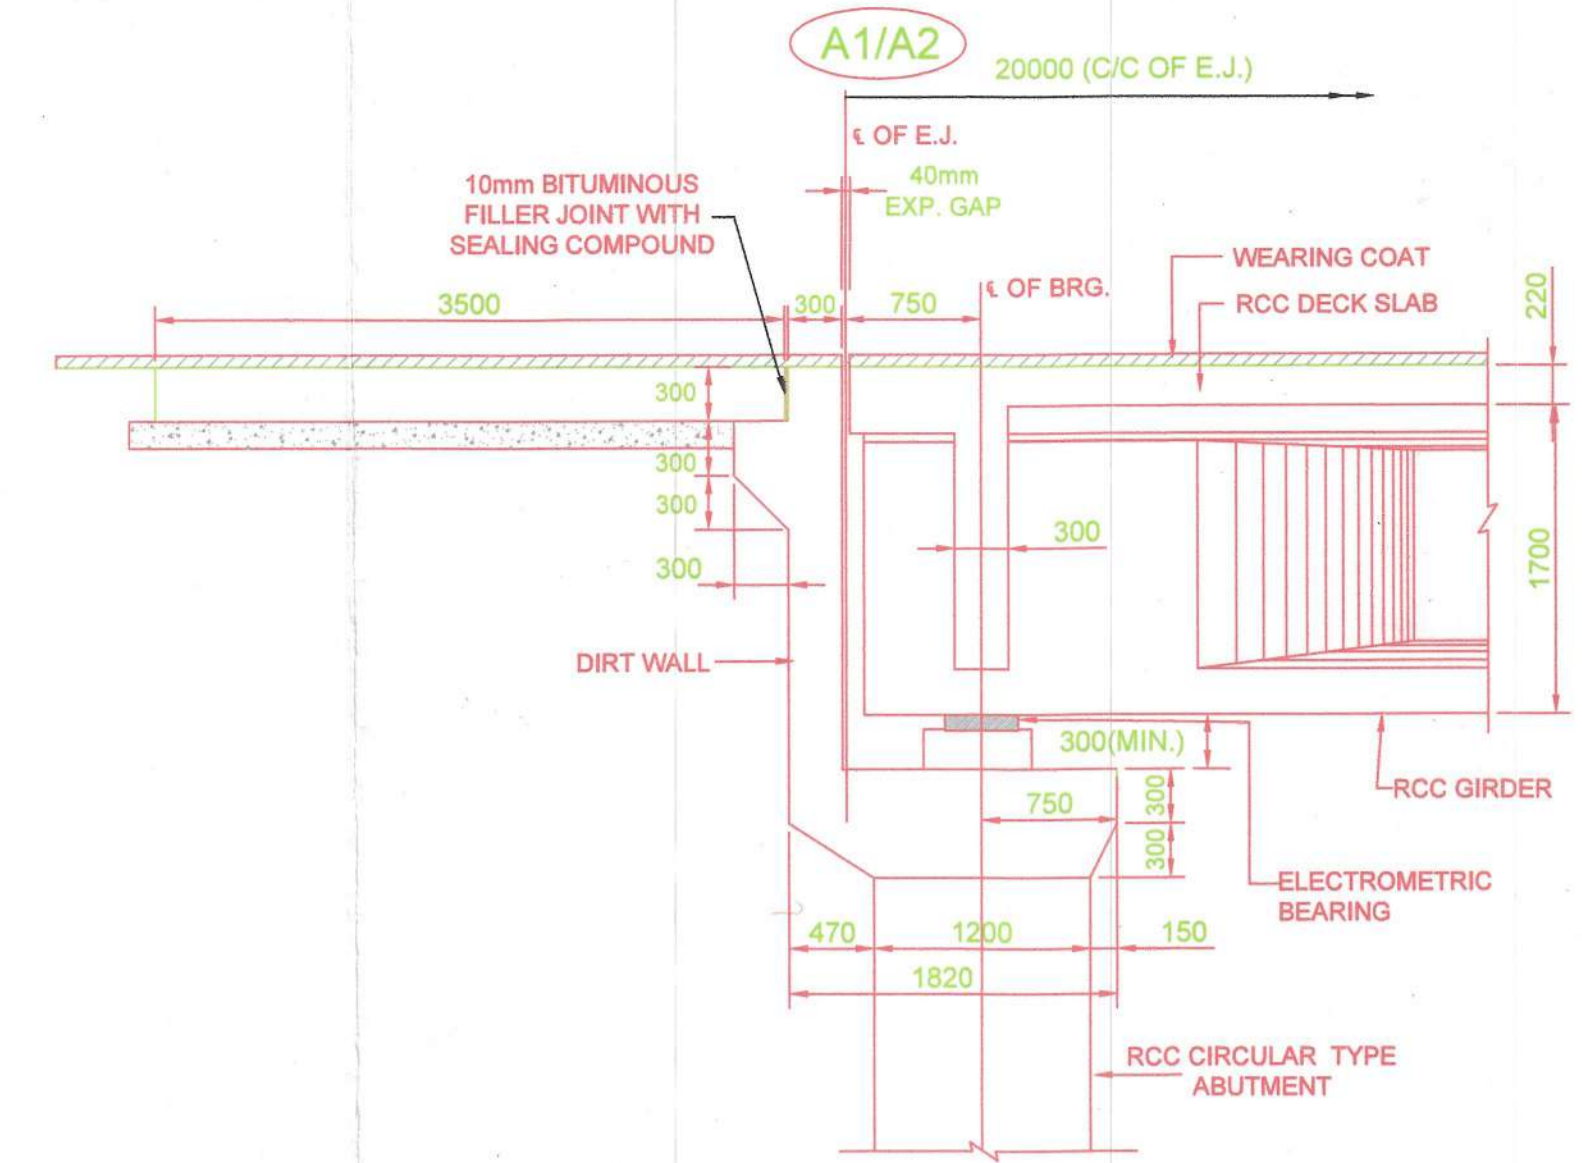 A1/A2
20000 (C/C OF E.J.)
℄ OF E.J.
10mm BITUMINOUS
FILLER JOINT WITH
SEALING COMPOUND
40mm
EXP. GAP
WEARING COAT
RCC DECK SLAB
℄ OF BRG.
3500
300
750
220
300
300
300
300
300
1700
DIRT WALL
300(MIN.)
RCC GIRDER
750
300
300
ELECTROMETRIC
BEARING
470
1200
150
1820
RCC CIRCULAR TYPE
ABUTMENT